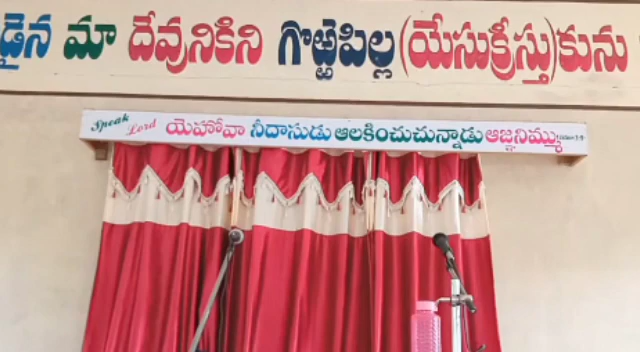 డైన మా దేవునికిని గొఱ్ఱెపిల్ల(యేసుక్రీస్తు)కును
Speak Lord యెహోవా నీదాసుడు ఆలకించుచున్నాడు ఆజ్ఞనిమ్ము